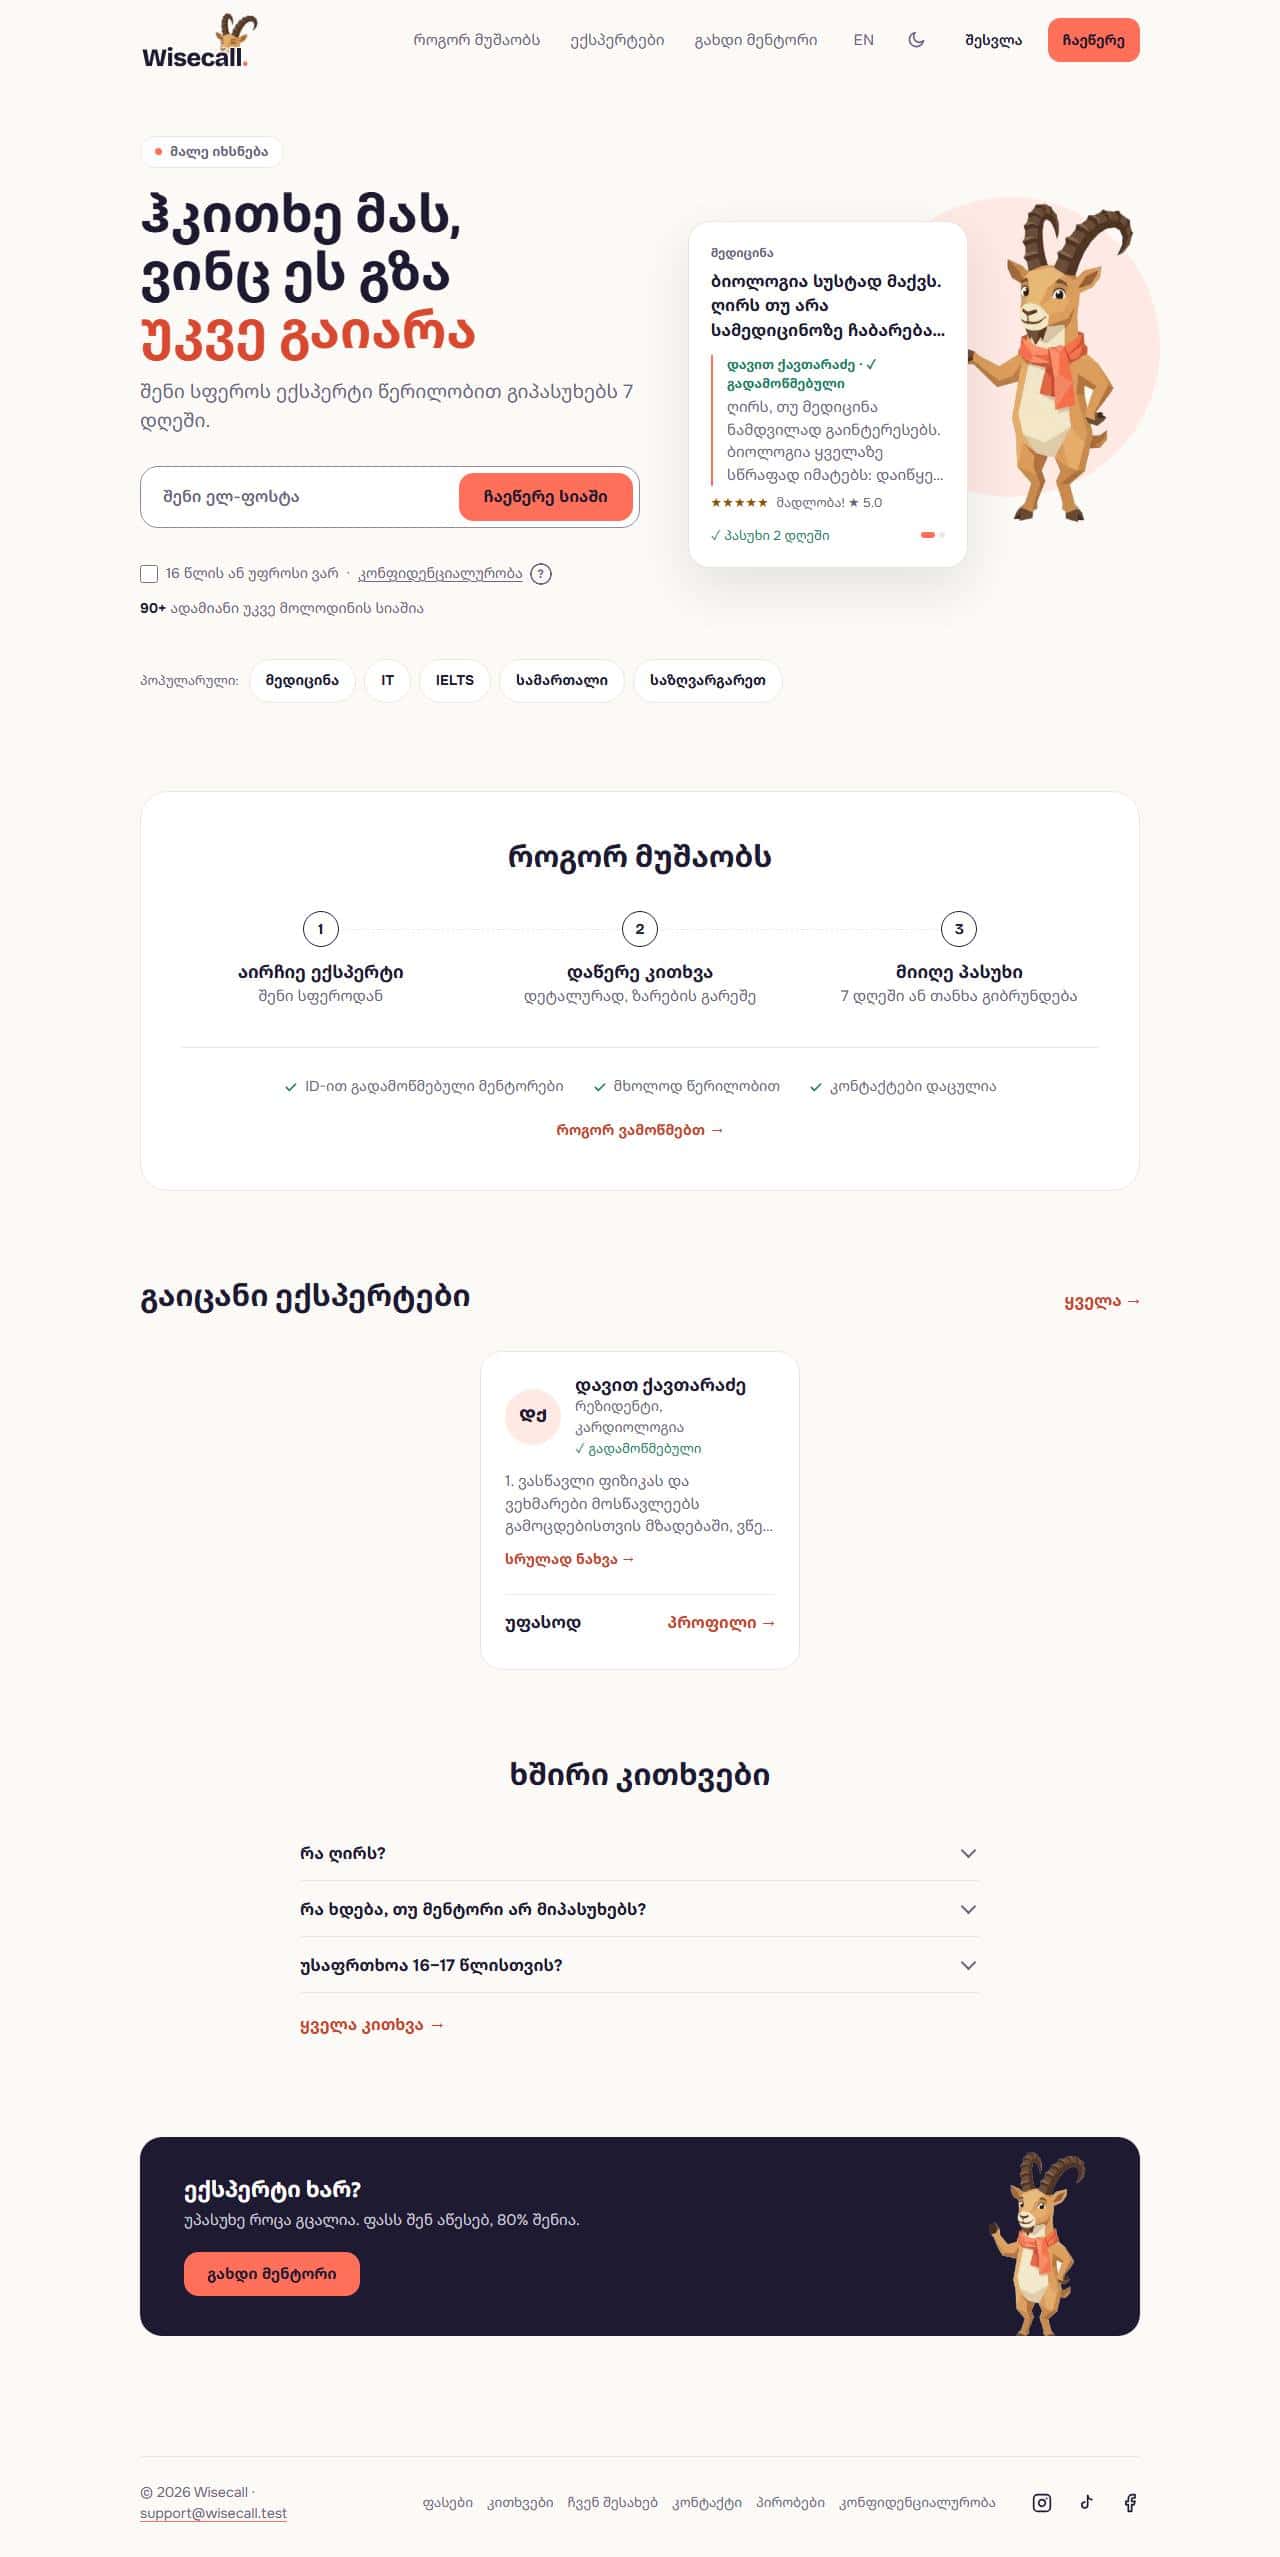 Wisecall.
როგორ მუშაობს
ექსპერტები
გახდი მენტორი
EN
შესვლა
ჩაეწერე
მალე იხსნება
ჰკითხე მას,
ვინც ეს გზა
უკვე გაიარა
შენი სფეროს ექსპერტი წერილობით გიპასუხებს 7
დღეში.
შენი ელ-ფოსტა
ჩაეწერე სიაში
16 წლის ან უფროსი ვარ · კონფიდენციალურობა ?
90+ ადამიანი უკვე მოლოდინის სიაშია
მედიცინა
ბიოლოგია სუსტად მაქვს.
ღირს თუ არა
სამედიცინოზე ჩაბარება...
დავით ქავთარაძე · ✓
გადამოწმებული
ღირს, თუ მედიცინა
ნამდვილად გაინტერესებს.
ბიოლოგია ყველაზე
სწრაფად იმატებს: დაიწყე...
★★★★★ მადლობა! ★ 5.0
✓ პასუხი 2 დღეში
პოპულარული:
მედიცინა
IT
IELTS
სამართალი
საზღვარგარეთ
როგორ მუშაობს
1
2
3
აირჩიე ექსპერტი
დაწერე კითხვა
მიიღე პასუხი
შენი სფეროდან
დეტალურად, ზარების გარეშე
7 დღეში ან თანხა გიბრუნდება
✓ ID-ით გადამოწმებული მენტორები
✓ მხოლოდ წერილობით
✓ კონტაქტები დაცულია
როგორ ვამოწმებთ →
გაიცანი ექსპერტები
ყველა →
დქ
დავით ქავთარაძე
რეზიდენტი,
კარდიოლოგია
✓ გადამოწმებული
1. ვასწავლი ფიზიკას და
ვეხმარები მოსწავლეებს
გამოცდებისთვის მზადებაში, ვწე...
სრულად ნახვა →
უფასოდ
პროფილი →
ხშირი კითხვები
რა ღირს?
რა ხდება, თუ მენტორი არ მიპასუხებს?
უსაფრთხოა 16–17 წლისთვის?
ყველა კითხვა →
ექსპერტი ხარ?
უპასუხე როცა გცალია. ფასს შენ აწესებ, 80% შენია.
გახდი მენტორი
© 2026 Wisecall ·
support@wisecall.test
ფასები
კითხვები
ჩვენ შესახებ
კონტაქტი
პირობები
კონფიდენციალურობა